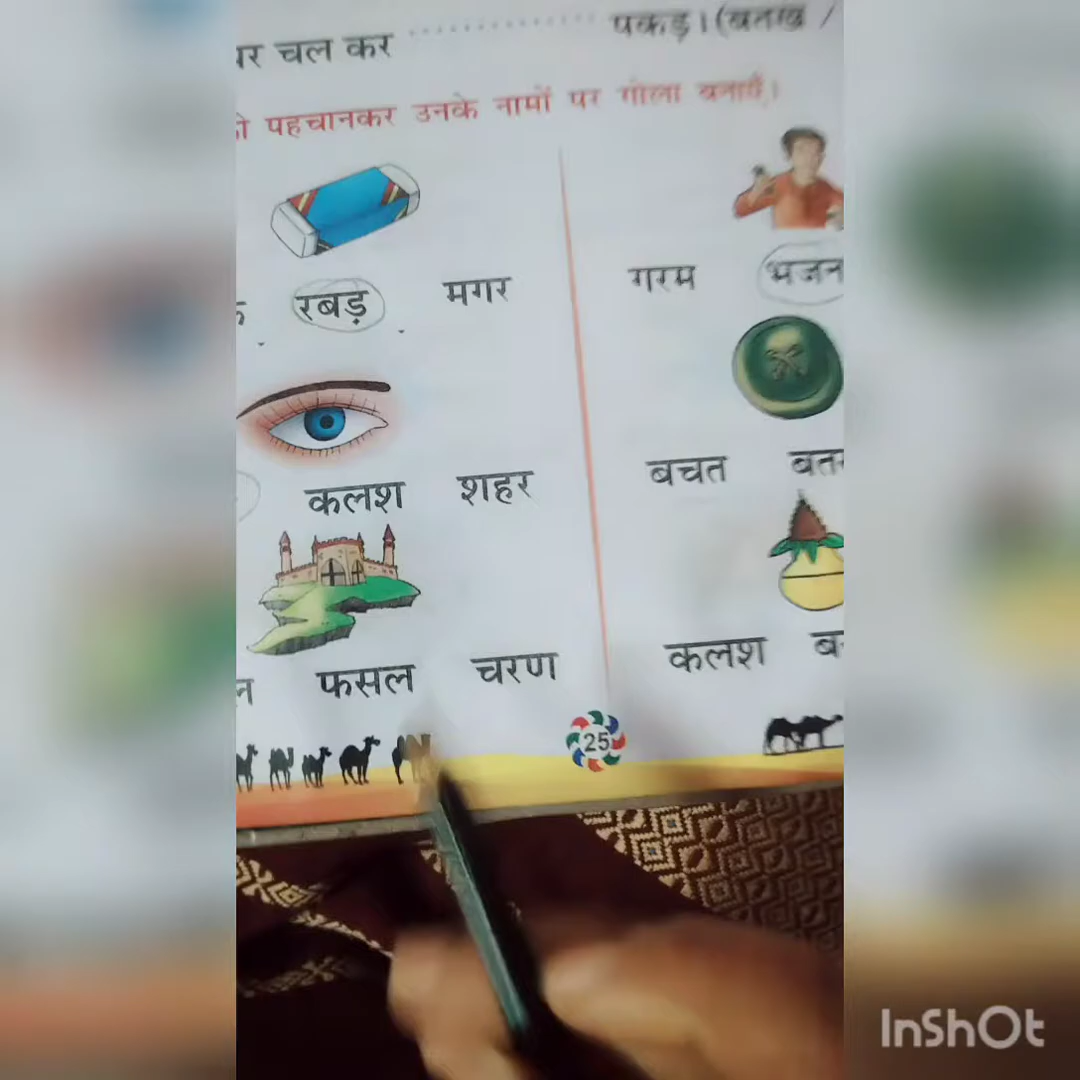 चल कर ................ पकड़। (बतख /
पहचानकर उनके नामों पर गोला बनाएँ।
रबड़ मगर गरम भजन
कलश शहर बचत
फसल चरण कलश
25
InShOt